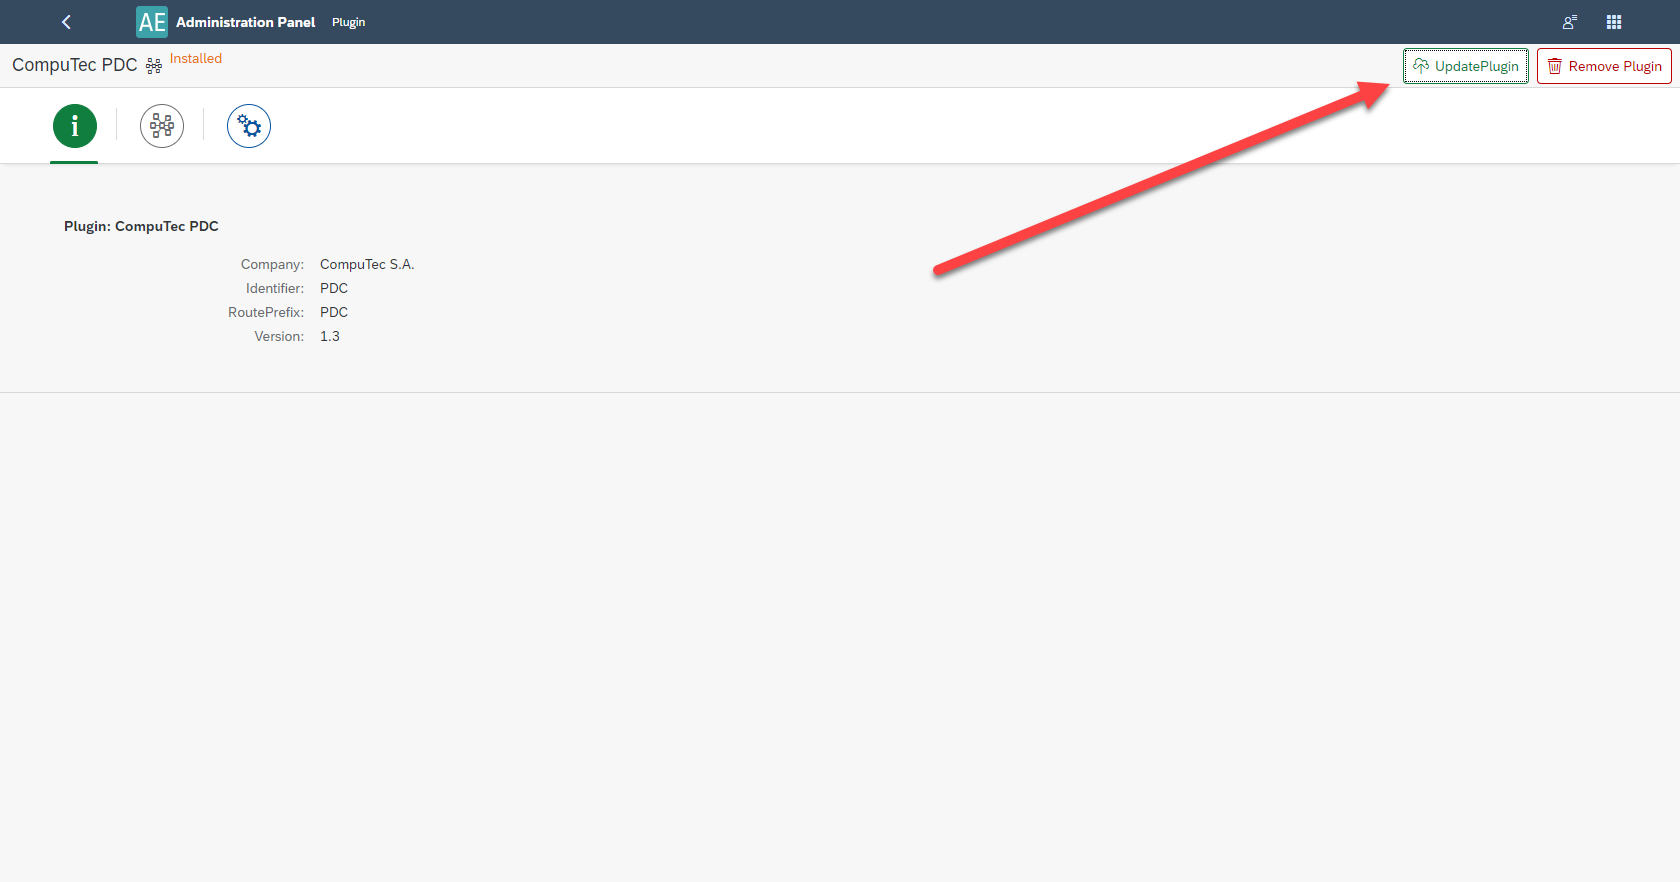 AE Administration Panel Plugin
CompuTec PDC Installed
UpdatePlugin Remove Plugin
i
Plugin: CompuTec PDC
Company: CompuTec S.A.
Identifier: PDC
RoutePrefix: PDC
Version: 1.3